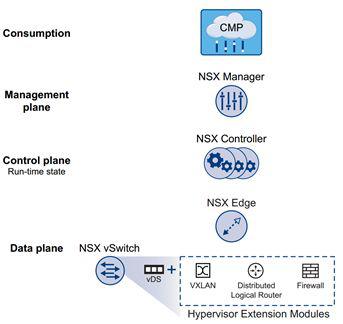 Consumption
CMP
NSX Manager
Management
plane
NSX Controller
Control plane
Run-time state
NSX Edge
Data plane
NSX vSwitch
vDS
+
VXLAN
Distributed
Logical Router
Firewall
Hypervisor Extension Modules